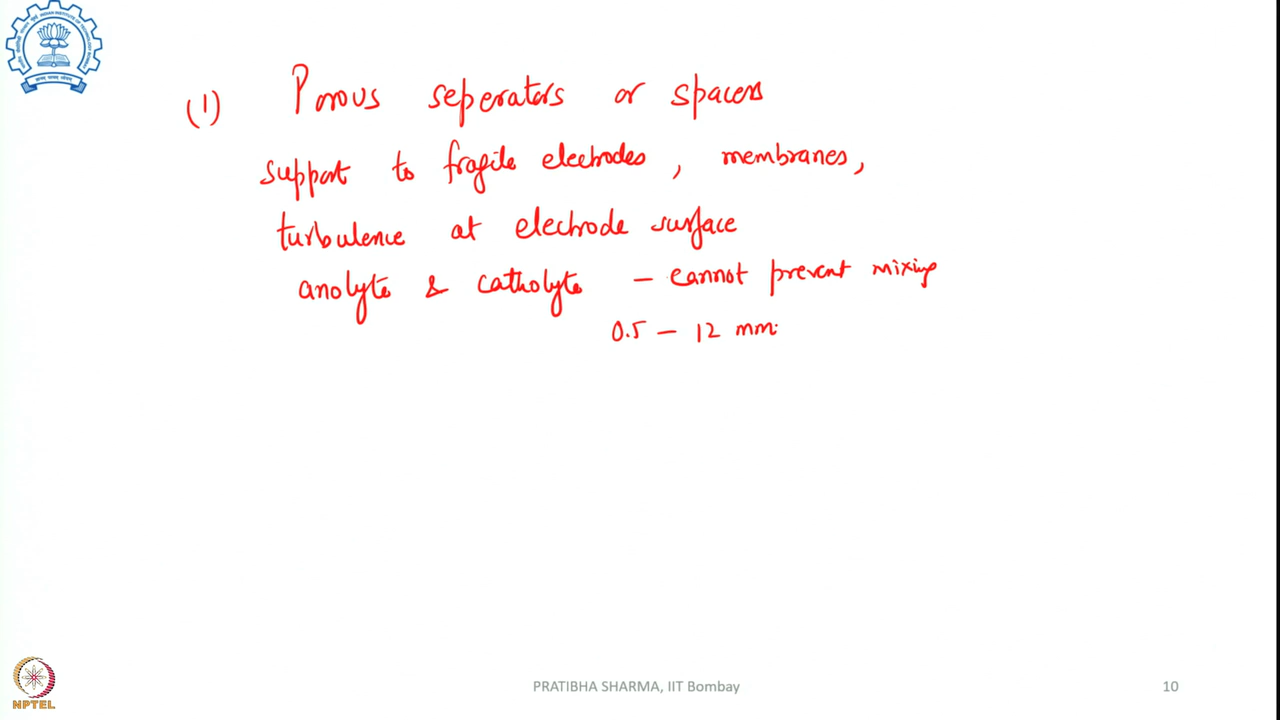 (1) Porous seperators or spacers
support to fragile electrodes, membranes,
turbulence at electrode surface
anolyte & catholyte - cannot prevent mixing
0.5 - 12 mm.
NPTEL
PRATIBHA SHARMA, IIT Bombay
10